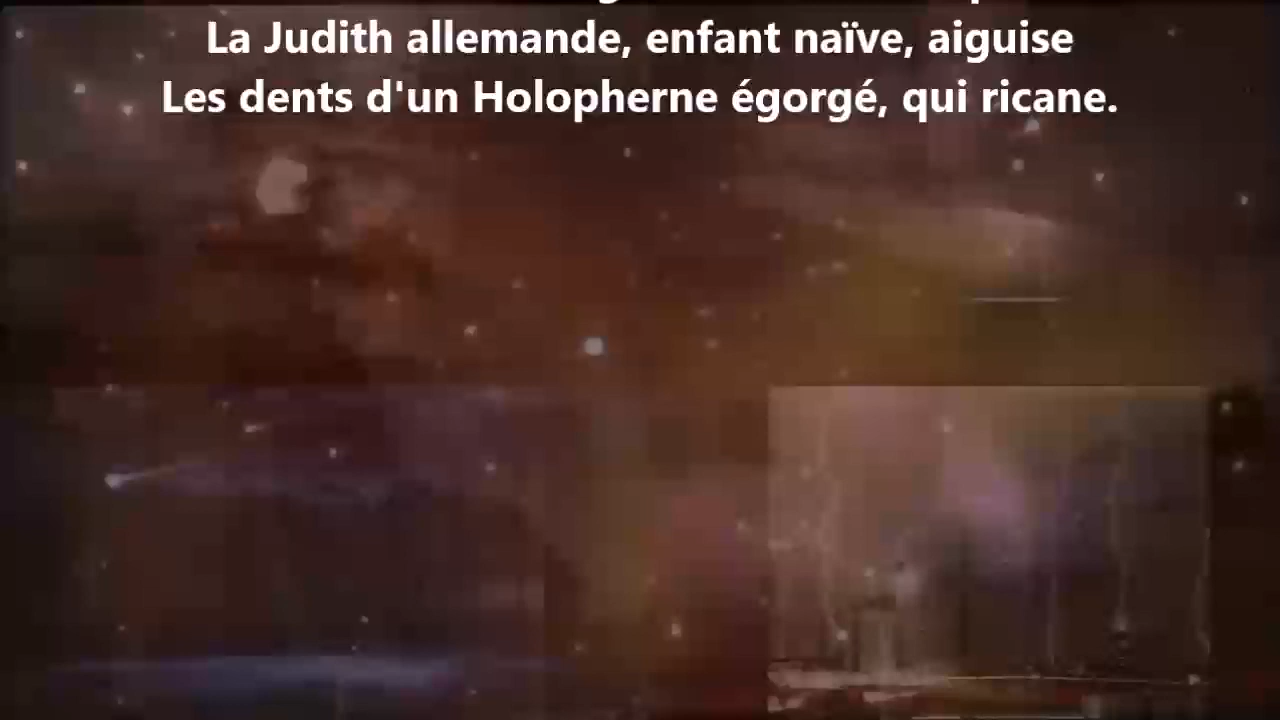 La Judith allemande, enfant naïve, aiguise
Les dents d'un Holopherne égorgé, qui ricane.